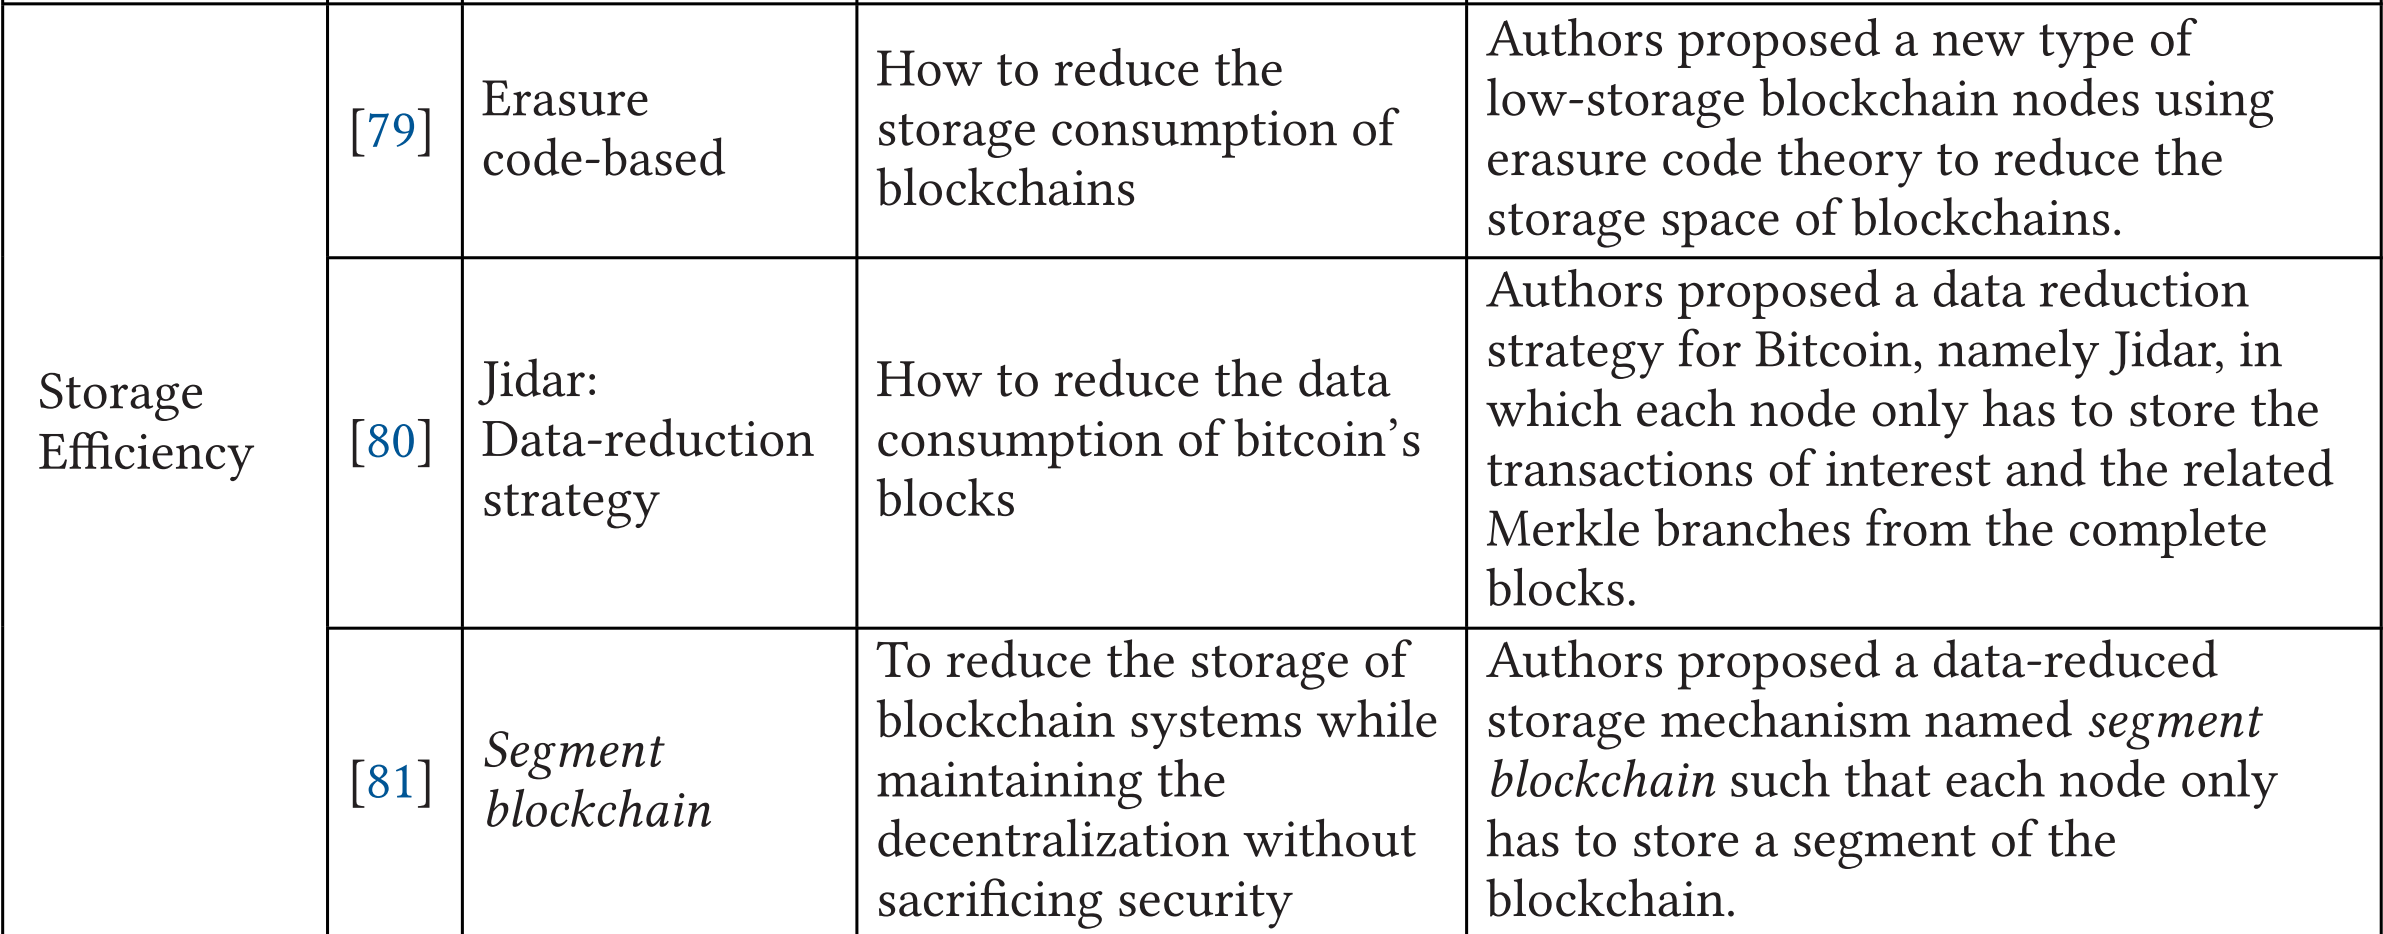 Storage
Efficiency
[79]
Erasure
code-based
How to reduce the
storage consumption of
blockchains
Authors proposed a new type of
low-storage blockchain nodes using
erasure code theory to reduce the
storage space of blockchains.
[80]
Jidar:
Data-reduction
strategy
How to reduce the data
consumption of bitcoin’s
blocks
Authors proposed a data reduction
strategy for Bitcoin, namely Jidar, in
which each node only has to store the
transactions of interest and the related
Merkle branches from the complete
blocks.
[81]
Segment
blockchain
To reduce the storage of
blockchain systems while
maintaining the
decentralization without
sacrificing security
Authors proposed a data-reduced
storage mechanism named segment
blockchain such that each node only
has to store a segment of the
blockchain.